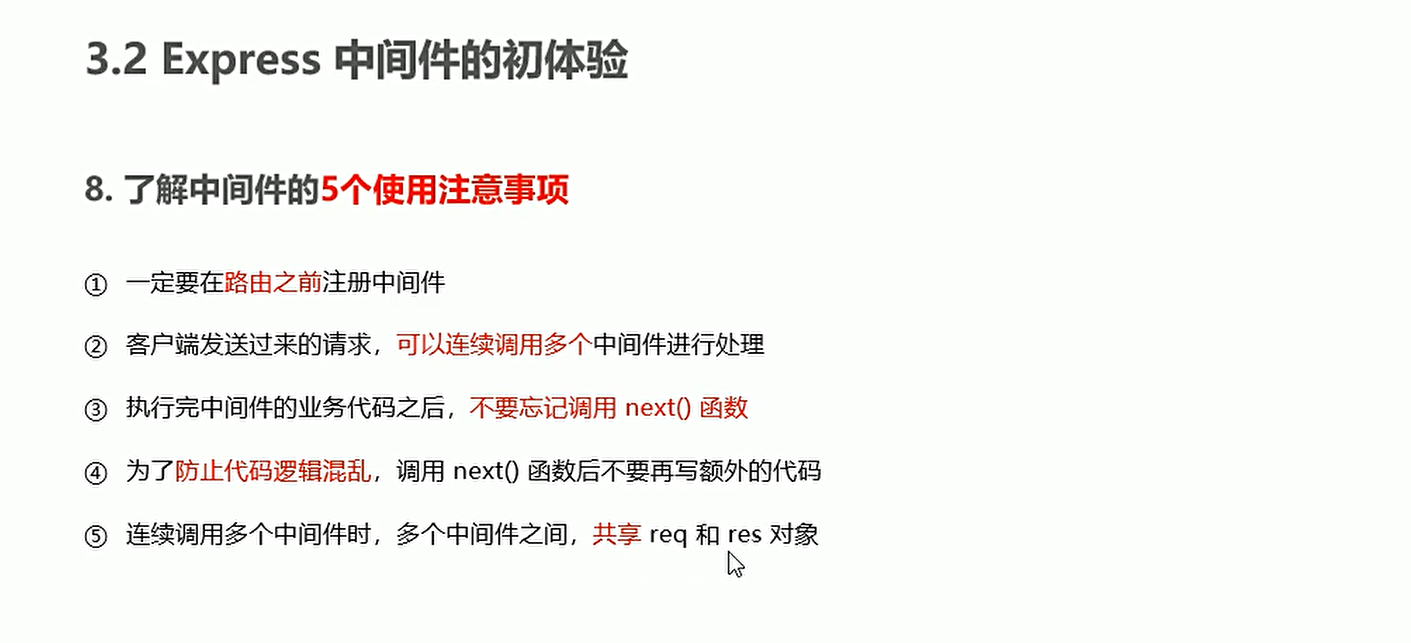 3.2 Express 中间件的初体验
8. 了解中间件的5个使用注意事项
① 一定要在路由之前注册中间件
② 客户端发送过来的请求，可以连续调用多个中间件进行处理
③ 执行完中间件的业务代码之后，不要忘记调用 next() 函数
④ 为了防止代码逻辑混乱，调用 next() 函数后不要再写额外的代码
⑤ 连续调用多个中间件时，多个中间件之间，共享 req 和 res 对象